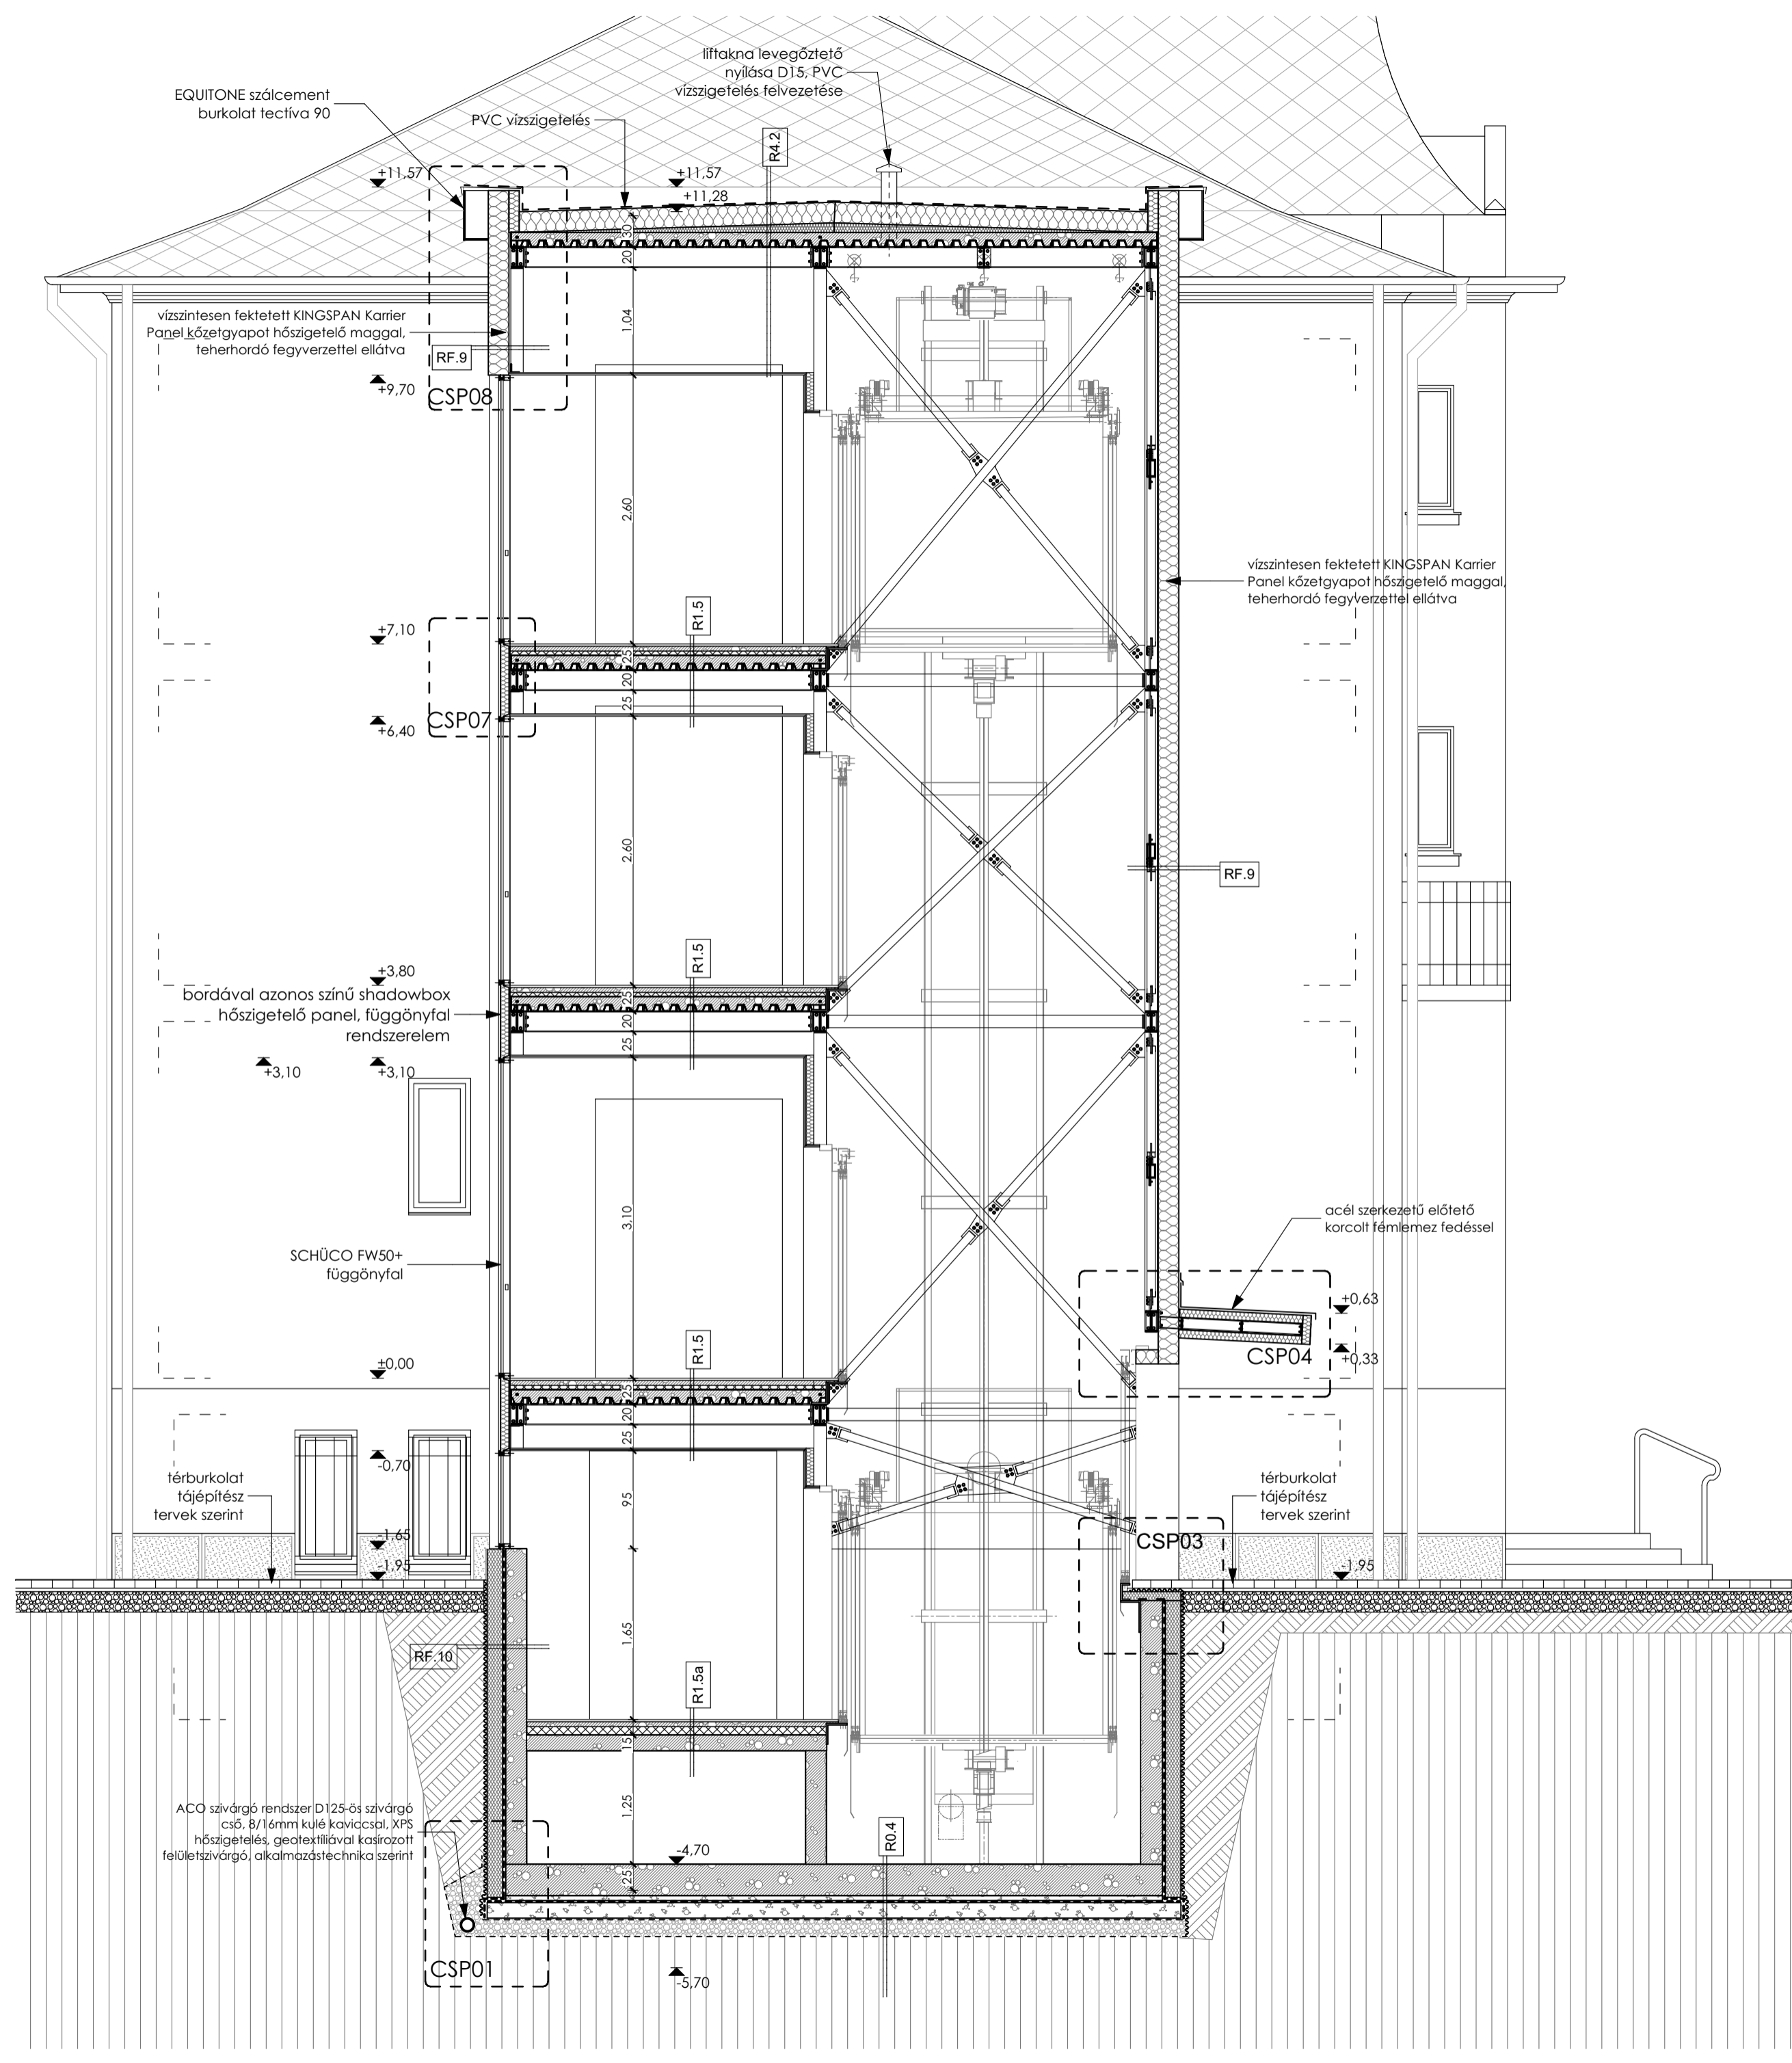 liftakna levegőztető
nyílása D15, PVC
vízszigetelés felvezetése
EQUITONE szálcement
burkolat tectíva 90
PVC vízszigetelés
R4.2
+11,57
+11,57
+11,28
30
20
vízszintesen fektetett KINGSPAN Karrier
Panel kőzetgyapot hőszigetelő maggal,
teherhordó fegyverzettel ellátva
1,04
RF.9
+9,70
CSP08
2,60
vízszintesen fektetett KINGSPAN Karrier
Panel kőzetgyapot hőszigetelő maggal,
teherhordó fegyverzettel ellátva
R1.5
+7,10
25
20
25
CSP07
+6,40
2,60
RF.9
R1.5
+3,80
bordával azonos színű shadowbox
hőszigetelő panel, függönyfal
rendszerelem
25
20
25
+3,10
+3,10
3,10
acél szerkezetű előtető
korcolt fémlemez fedéssel
SCHÜCO FW50+
függönyfal
+0,63
CSP04
+0,33
R1.5
±0,00
25
20
25
-0,70
térburkolat
tájépítész
tervek szerint
95
térburkolat
tájépítész
tervek szerint
-1,65
CSP03
-1,95
-1,95
1,65
RF.10
R1.5a
15
ACO szivárgó rendszer D125-ös szivárgó
cső, 8/16mm kulé kaviccsal, XPS
hőszigetelés, geotextíliával kasírozott
felületszivárgó, alkalmazástechnika szerint
1,25
R0.4
-4,70
25
CSP01
-5,70